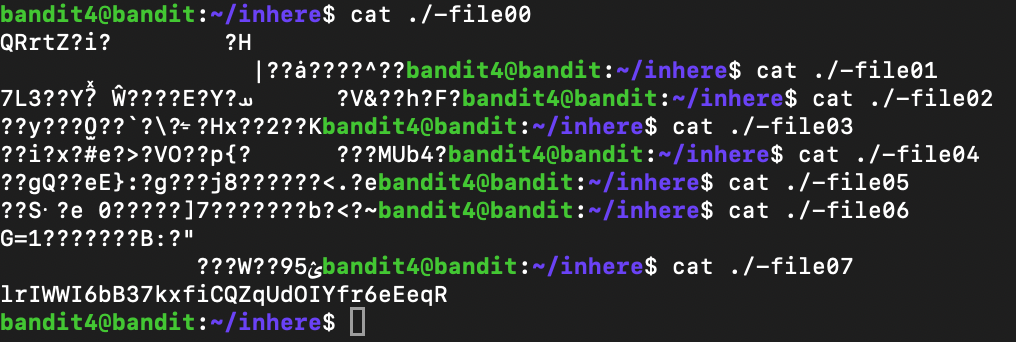 bandit4@bandit:~/inhere$ cat ./-file00
QRrtZ?i? ?H
|??ȧ????^??bandit4@bandit:~/inhere$ cat ./-file01
7L3??Y?̌ Ŵ????E?Y? ?V&??h?F?bandit4@bandit:~/inhere$ cat ./-file02
??y???O??`?\? ?Hx??2??Kbandit4@bandit:~/inhere$ cat ./-file03
??i?x?#e?>?VO??p{? ???MUb4?bandit4@bandit:~/inhere$ cat ./-file04
??gQ??eE}:?g???j8??????<.?ebandit4@bandit:~/inhere$ cat ./-file05
??S· ?e 0?????]7???????b?<?~bandit4@bandit:~/inhere$ cat ./-file06
G=1???????B:?"
???W??95bandit4@bandit:~/inhere$ cat ./-file07
lrIWWI6bB37kxfiCQZqUdOIYfr6eEeqR
bandit4@bandit:~/inhere$